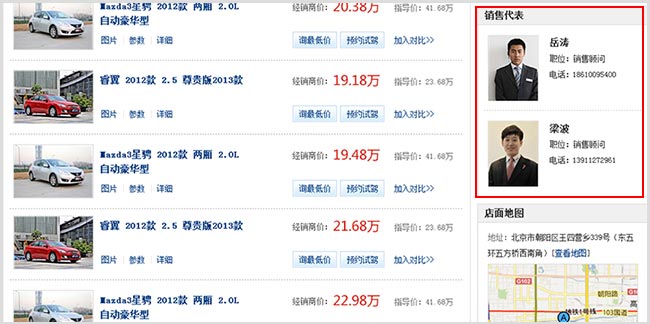 Mazda3星骋 2012款 两厢 2.0L
自动豪华型
经销商价：20.38万 指导价：41.68万
图片 参数 详细
询最低价 预约试驾 加入对比>>
睿翼 2012款 2.5 尊贵版2013款
经销商价：19.18万 指导价：23.68万
图片 参数 详细
询最低价 预约试驾 加入对比>>
Mazda3星骋 2012款 两厢 2.0L
自动豪华型
经销商价：19.48万 指导价：41.68万
图片 参数 详细
询最低价 预约试驾 加入对比>>
睿翼 2012款 2.5 尊贵版2013款
经销商价：21.68万 指导价：23.68万
图片 参数 详细
询最低价 预约试驾 加入对比>>
Mazda3星骋 2012款 两厢 2.0L
自动豪华型
经销商价：22.98万 指导价：41.68万
销售代表
岳涛
职位：销售顾问
电话：18610095400
梁波
职位：销售顾问
电话：13911272961
店面地图
地址：北京市朝阳区王四营乡339号（东五
环五方桥西南角）[查看地图]
G102
G103
地铁1号线
103国道
A